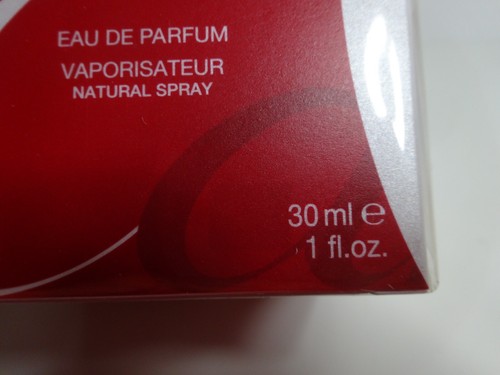 EAU DE PARFUM
VAPORISATEUR
NATURAL SPRAY
30 ml ℮
1 fl.oz.